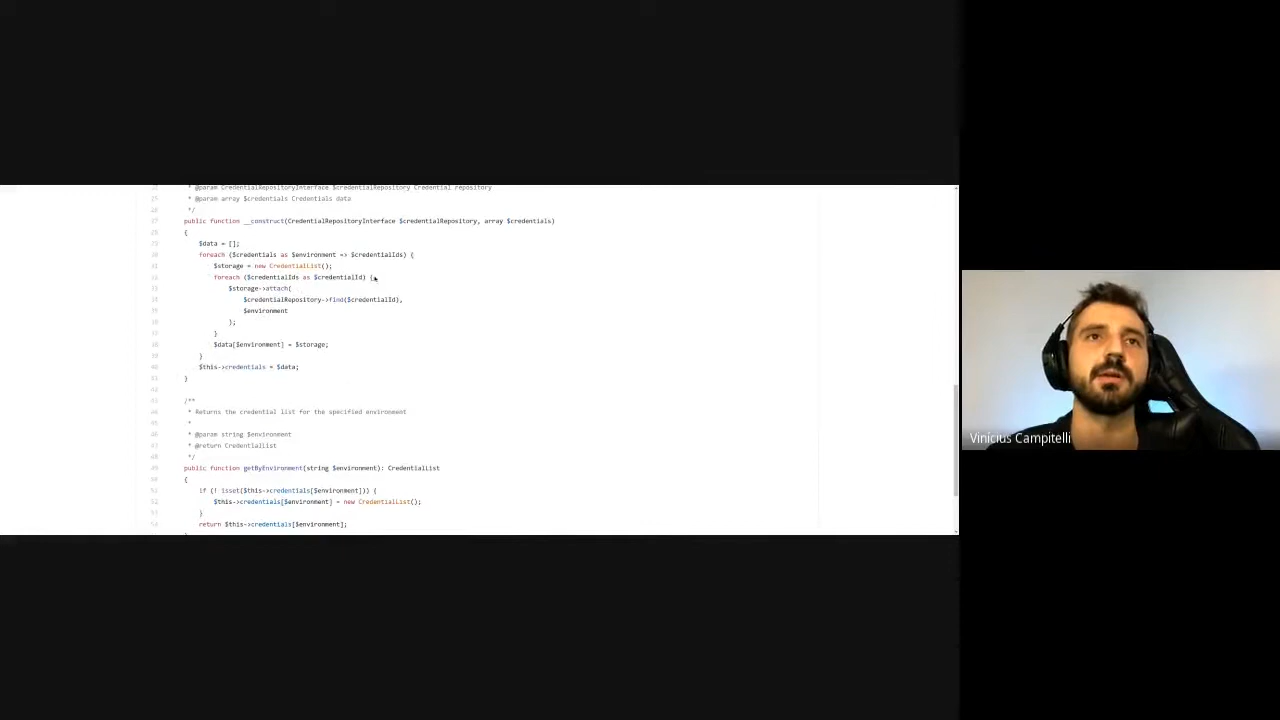 * @param CredentialRepositoryInterface $credentialRepository Credential repository
* @param array $credentials Credentials data
*/
public function __construct(CredentialRepositoryInterface $credentialRepository, array $credentials)
{
$data = [];
foreach ($credentials as $environment => $credentialIds) {
$storage = new CredentialList();
foreach ($credentialIds as $credentialId) {
$storage->attach(
$credentialRepository->find($credentialId),
$environment
);
}
$data[$environment] = $storage;
}
$this->credentials = $data;
}
/**
* Returns the credential list for the specified environment
*
* @param string $environment
* @return CredentialList
*/
public function getByEnvironment(string $environment): CredentialList
{
if (! isset($this->credentials[$environment])) {
$this->credentials[$environment] = new CredentialList();
}
return $this->credentials[$environment];
Vinícius Campitelli